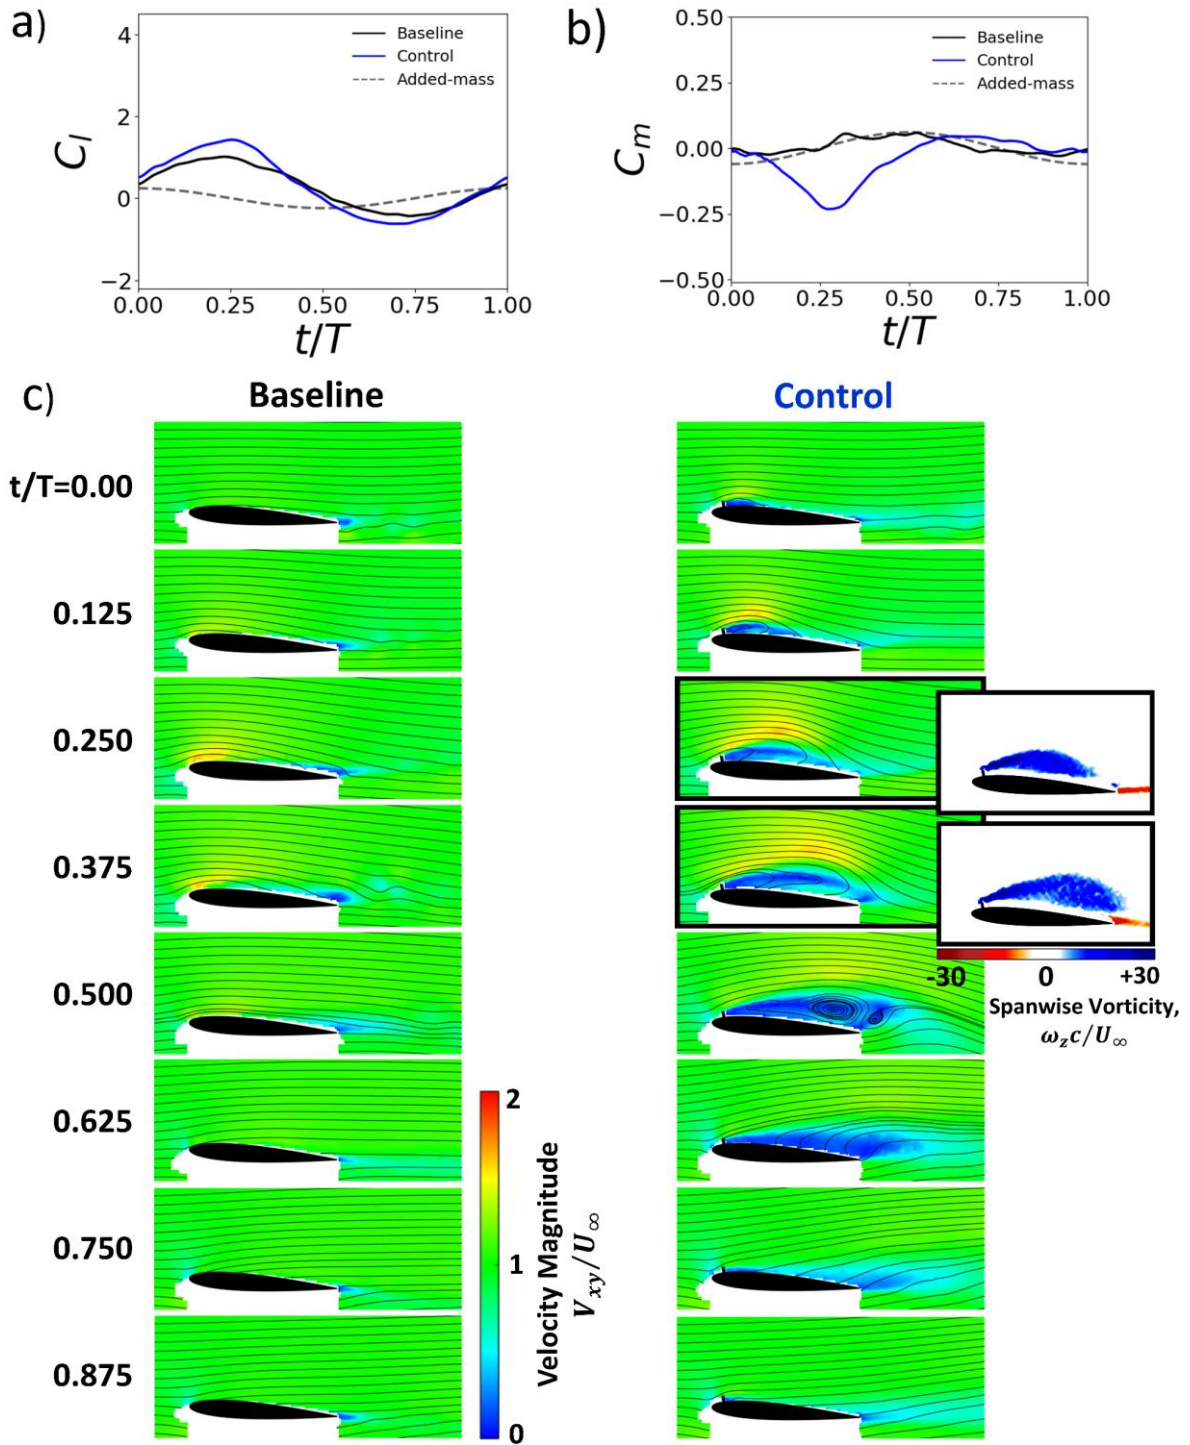 a)
4
2
0
−2
C_l
Baseline
Control
Added-mass
0.00 0.25 0.50 0.75 1.00
t/T
b)
0.50
0.25
0.00
−0.25
−0.50
C_m
Baseline
Control
Added-mass
0.00 0.25 0.50 0.75 1.00
t/T
c)
Baseline
Control
t/T=0.00
0.125
0.250
0.375
0.500
0.625
0.750
0.875
-30 0 +30
Spanwise Vorticity,
ω_z c/U_∞
2
1
0
Velocity Magnitude
V_xy/U_∞